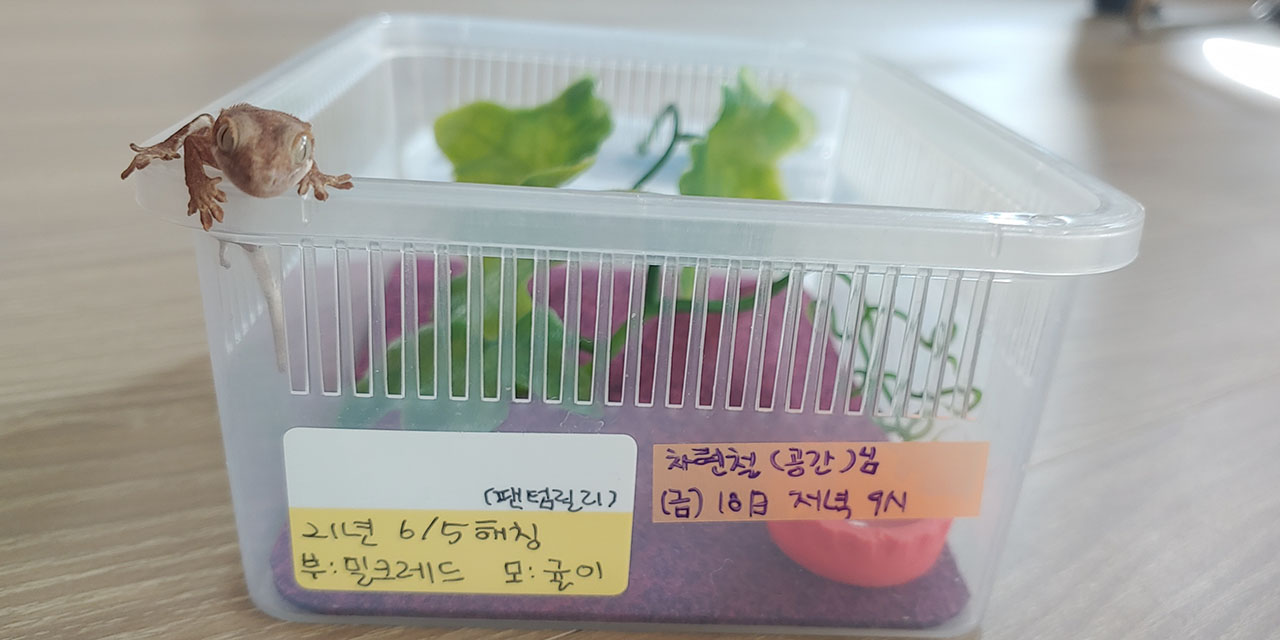 (팬텀릴리)
21년 6/5 해칭
부:밀크레드 모:귤이
차현철 (공간)님
(금) 18日 저녁 9시